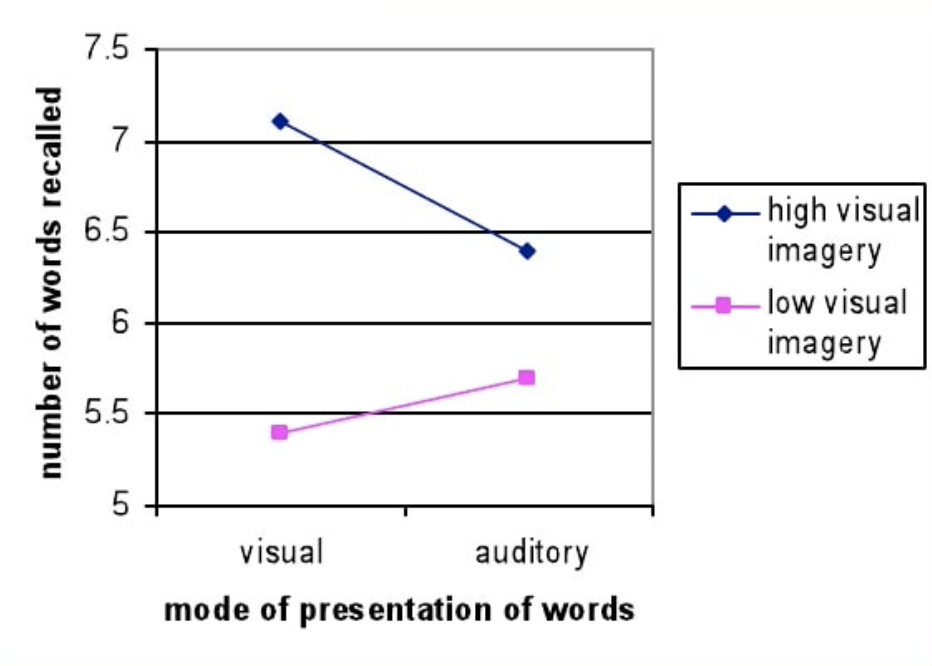 7.5
7
6.5
6
5.5
5
number of words recalled
visual
auditory
mode of presentation of words
high visual
imagery
low visual
imagery